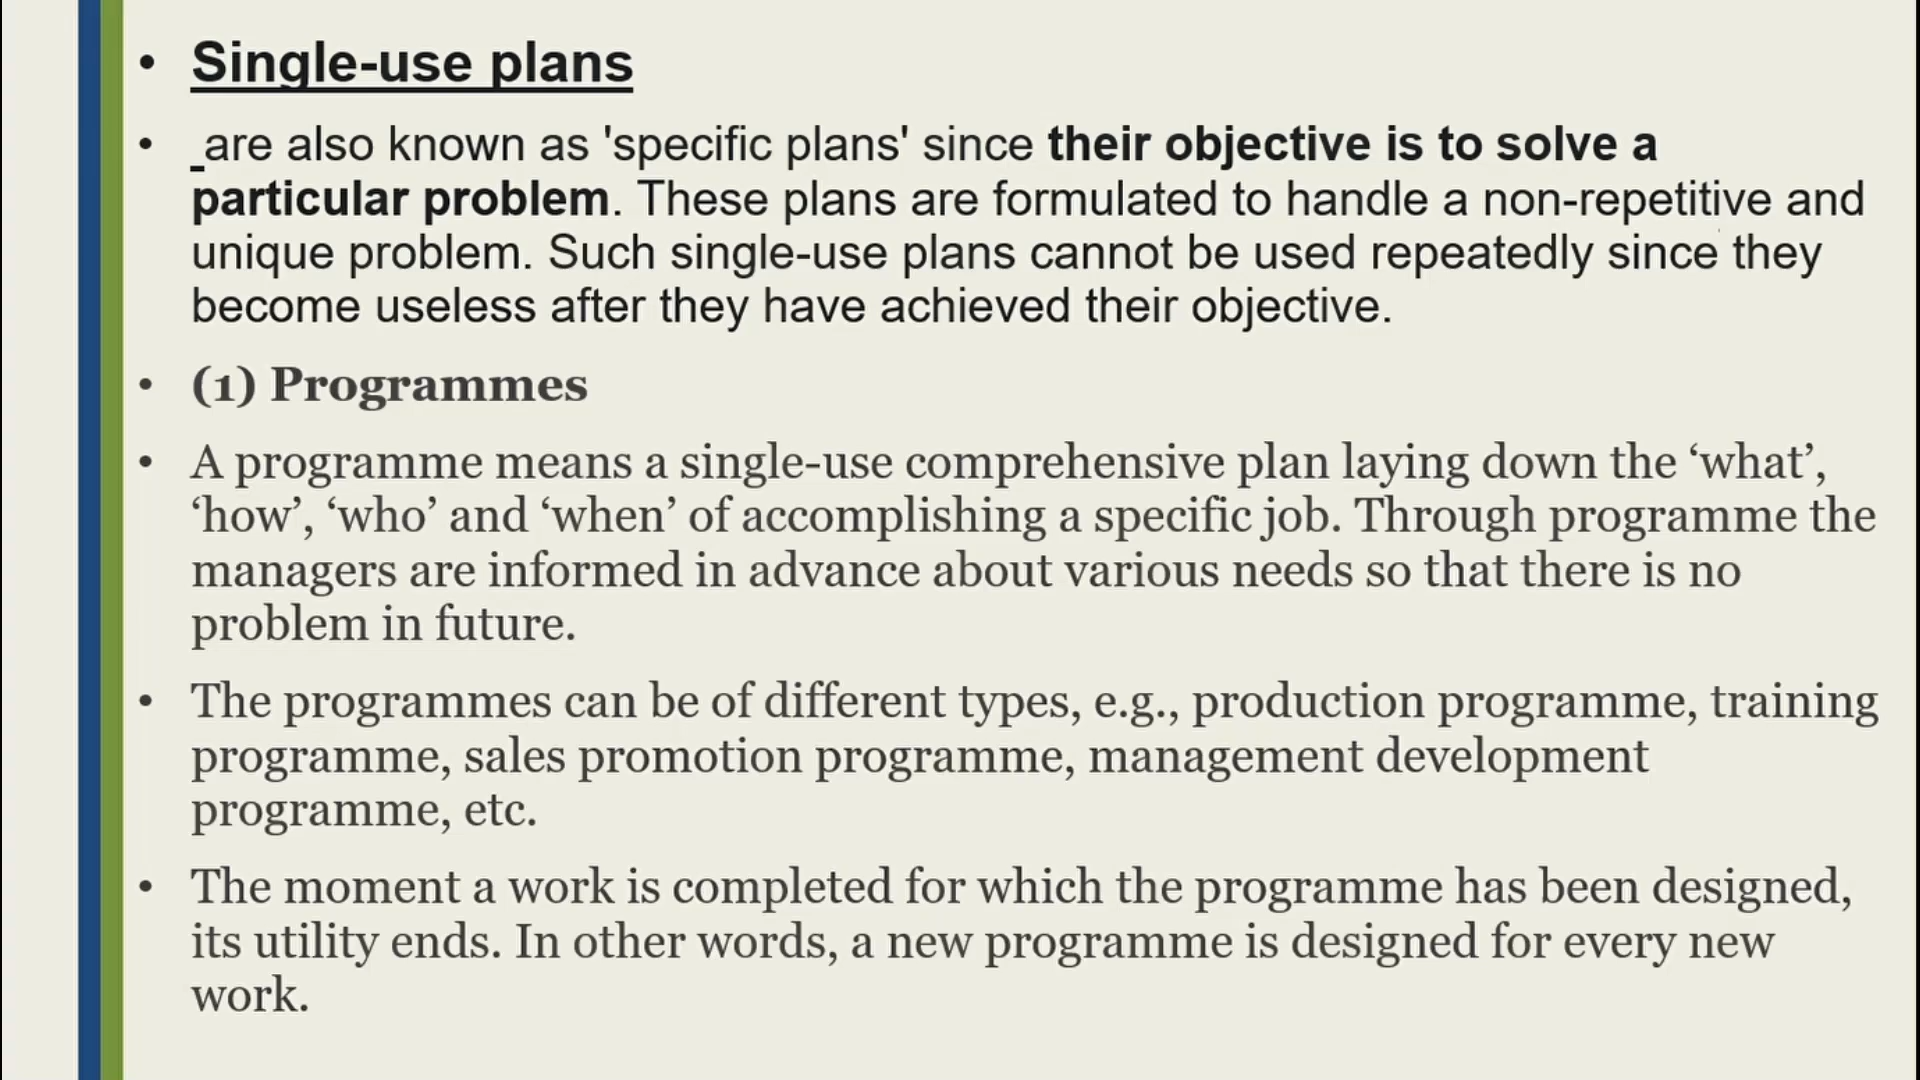 • Single-use plans
• _are also known as 'specific plans' since their objective is to solve a
particular problem. These plans are formulated to handle a non-repetitive and
unique problem. Such single-use plans cannot be used repeatedly since they
become useless after they have achieved their objective.
• (1) Programmes
• A programme means a single-use comprehensive plan laying down the ‘what’,
‘how’, ‘who’ and ‘when’ of accomplishing a specific job. Through programme the
managers are informed in advance about various needs so that there is no
problem in future.
• The programmes can be of different types, e.g., production programme, training
programme, sales promotion programme, management development
programme, etc.
• The moment a work is completed for which the programme has been designed,
its utility ends. In other words, a new programme is designed for every new
work.